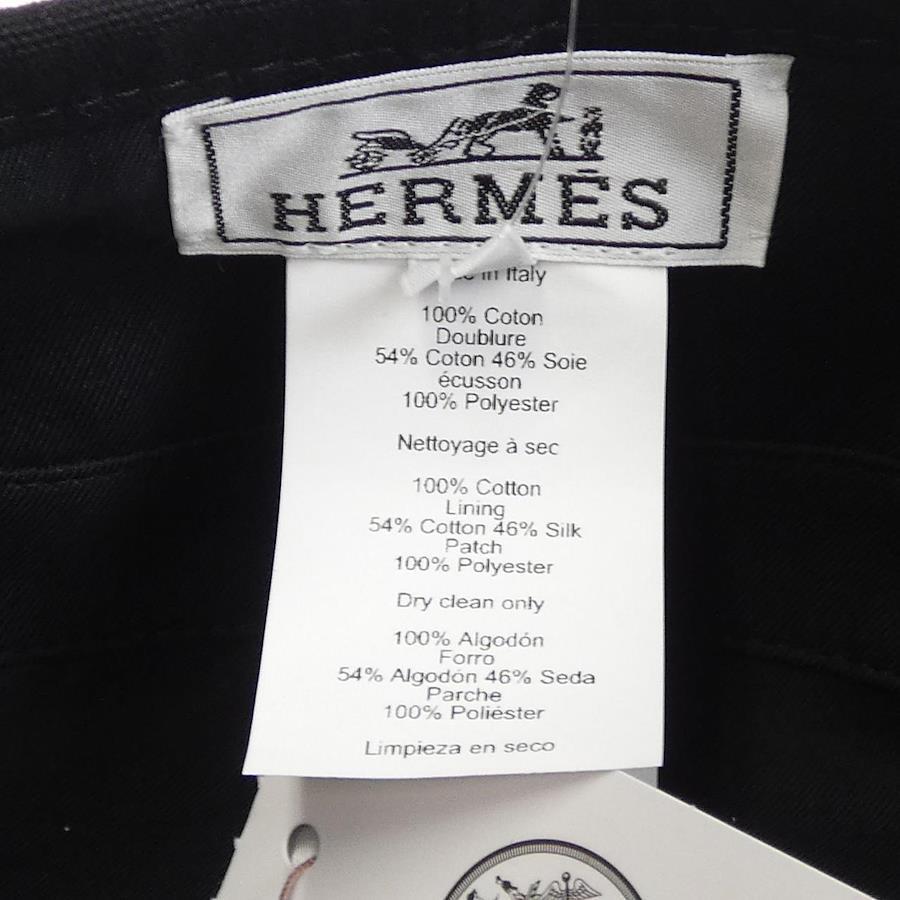 HERMÈS
in Italy
100% Coton
Doublure
54% Coton 46% Soie
écusson
100% Polyester
Nettoyage à sec
100% Cotton
Lining
54% Cotton 46% Silk
Patch
100% Polyester
Dry clean only
100% Algodón
Forro
54% Algodón 46% Seda
Parche
100% Poliéster
Limpieza en seco